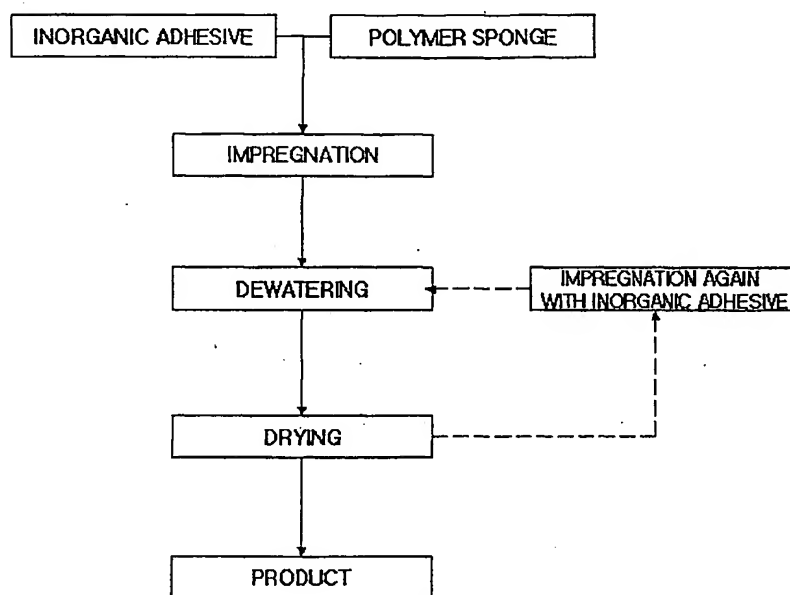 INORGANIC ADHESIVE
POLYMER SPONGE
IMPREGNATION
DEWATERING
IMPREGNATION AGAIN
WITH INORGANIC ADHESIVE
DRYING
PRODUCT